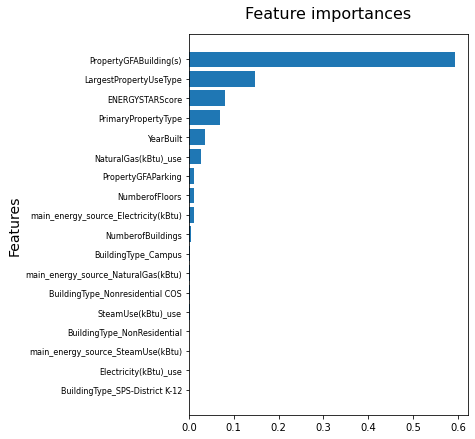 Feature importances
Features
PropertyGFABuilding(s)
LargestPropertyUseType
ENERGYSTARScore
PrimaryPropertyType
YearBuilt
NaturalGas(kBtu)_use
PropertyGFAParking
NumberofFloors
main_energy_source_Electricity(kBtu)
NumberofBuildings
BuildingType_Campus
main_energy_source_NaturalGas(kBtu)
BuildingType_Nonresidential COS
SteamUse(kBtu)_use
BuildingType_NonResidential
main_energy_source_SteamUse(kBtu)
Electricity(kBtu)_use
BuildingType_SPS-District K-12
0.0 0.1 0.2 0.3 0.4 0.5 0.6